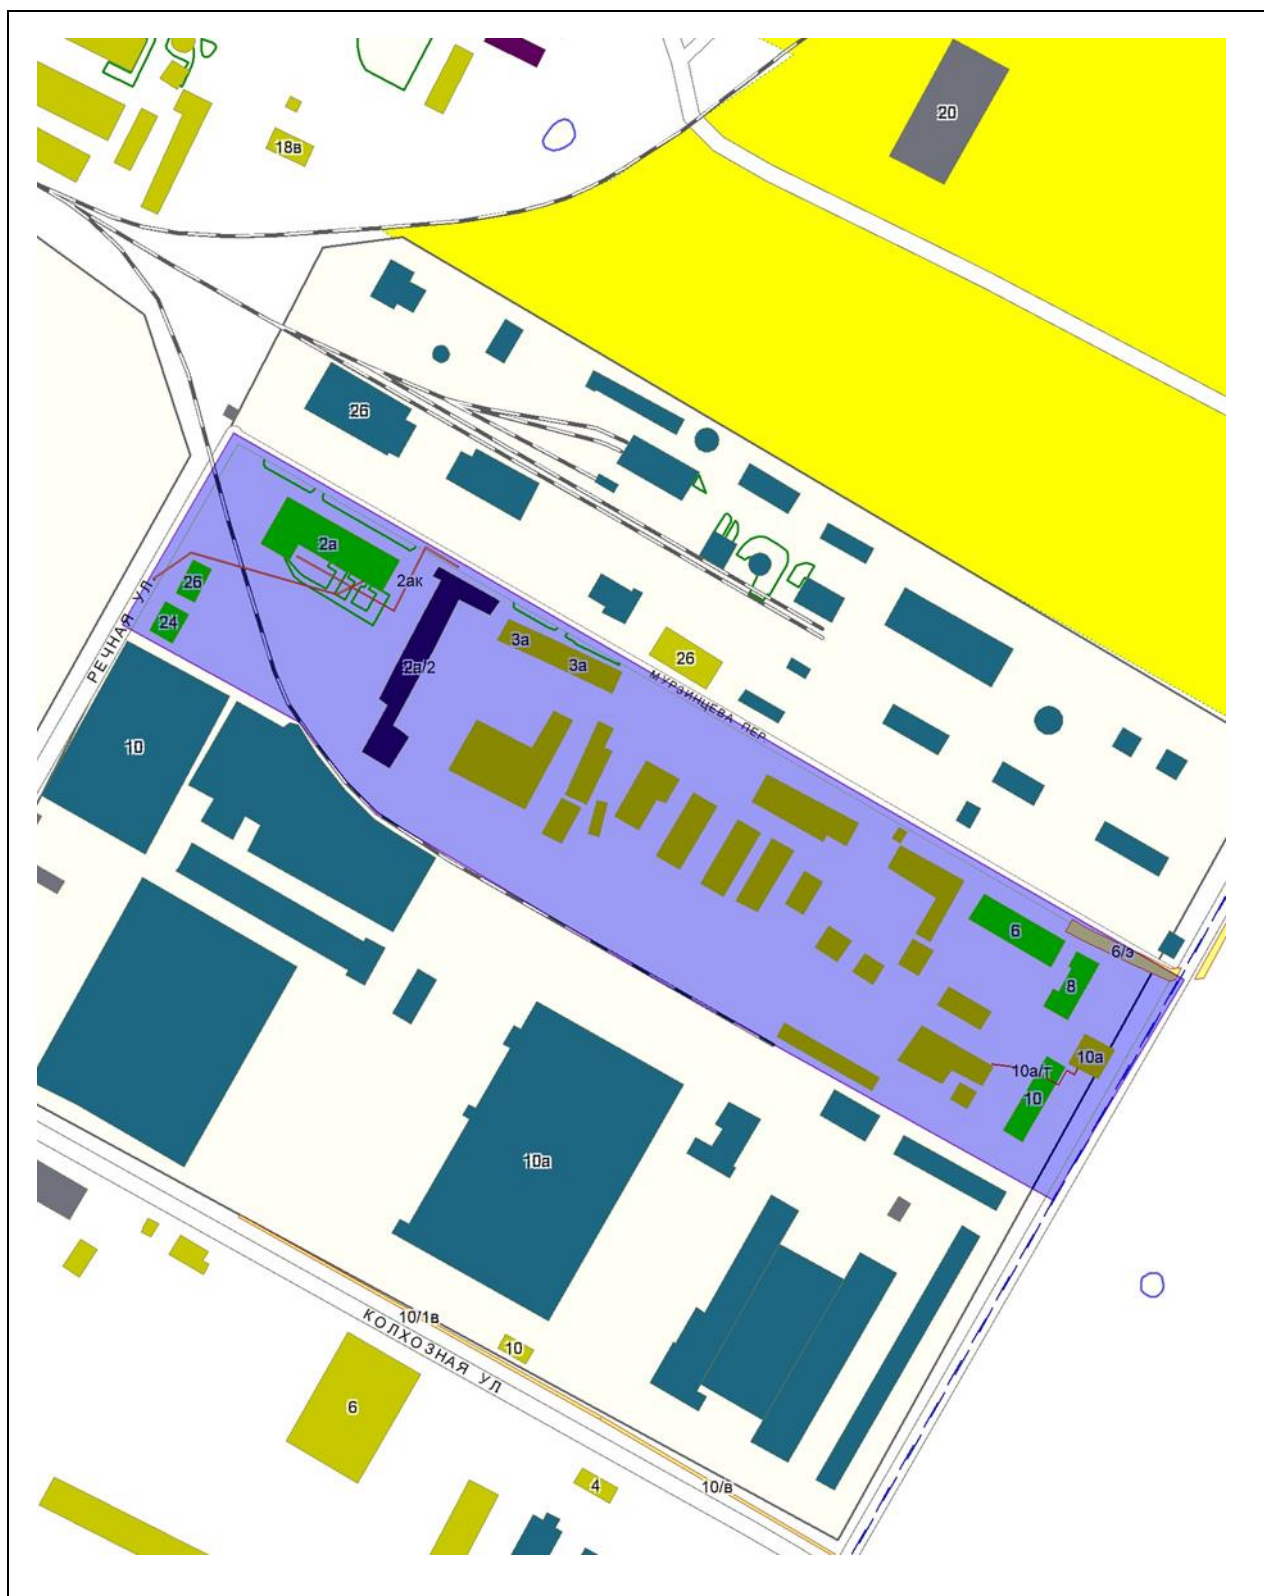 20
18в
26
2а
2ак
26
24
РЕЧНАЯ УЛ
2а/2
3а
3а
26
МУРЗИНЦЕВА ПЕР
10
6
6/э
8
10а
10а/т
10
10а
10/1в
КОЛХОЗНАЯ УЛ
10
6
4
10/в